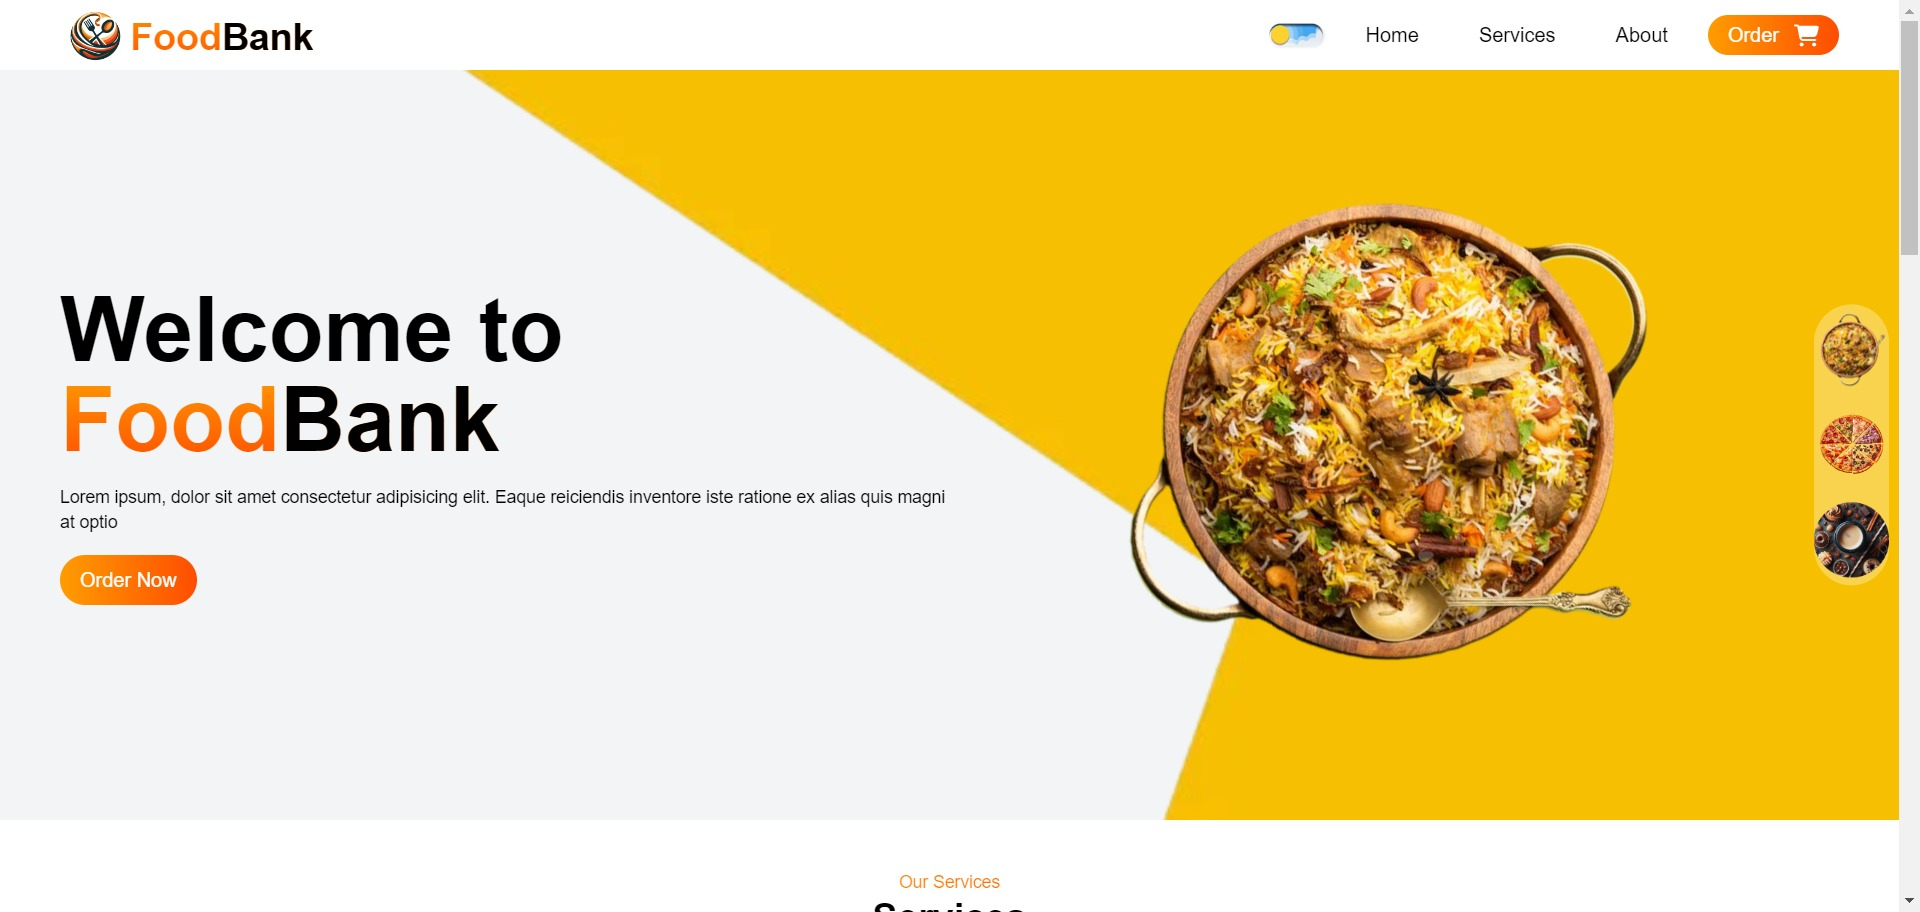 FoodBank
Home
Services
About
Order
Welcome to
FoodBank
Lorem ipsum, dolor sit amet consectetur adipisicing elit. Eaque reiciendis inventore iste ratione ex alias quis magni
at optio
Order Now
Our Services
Services